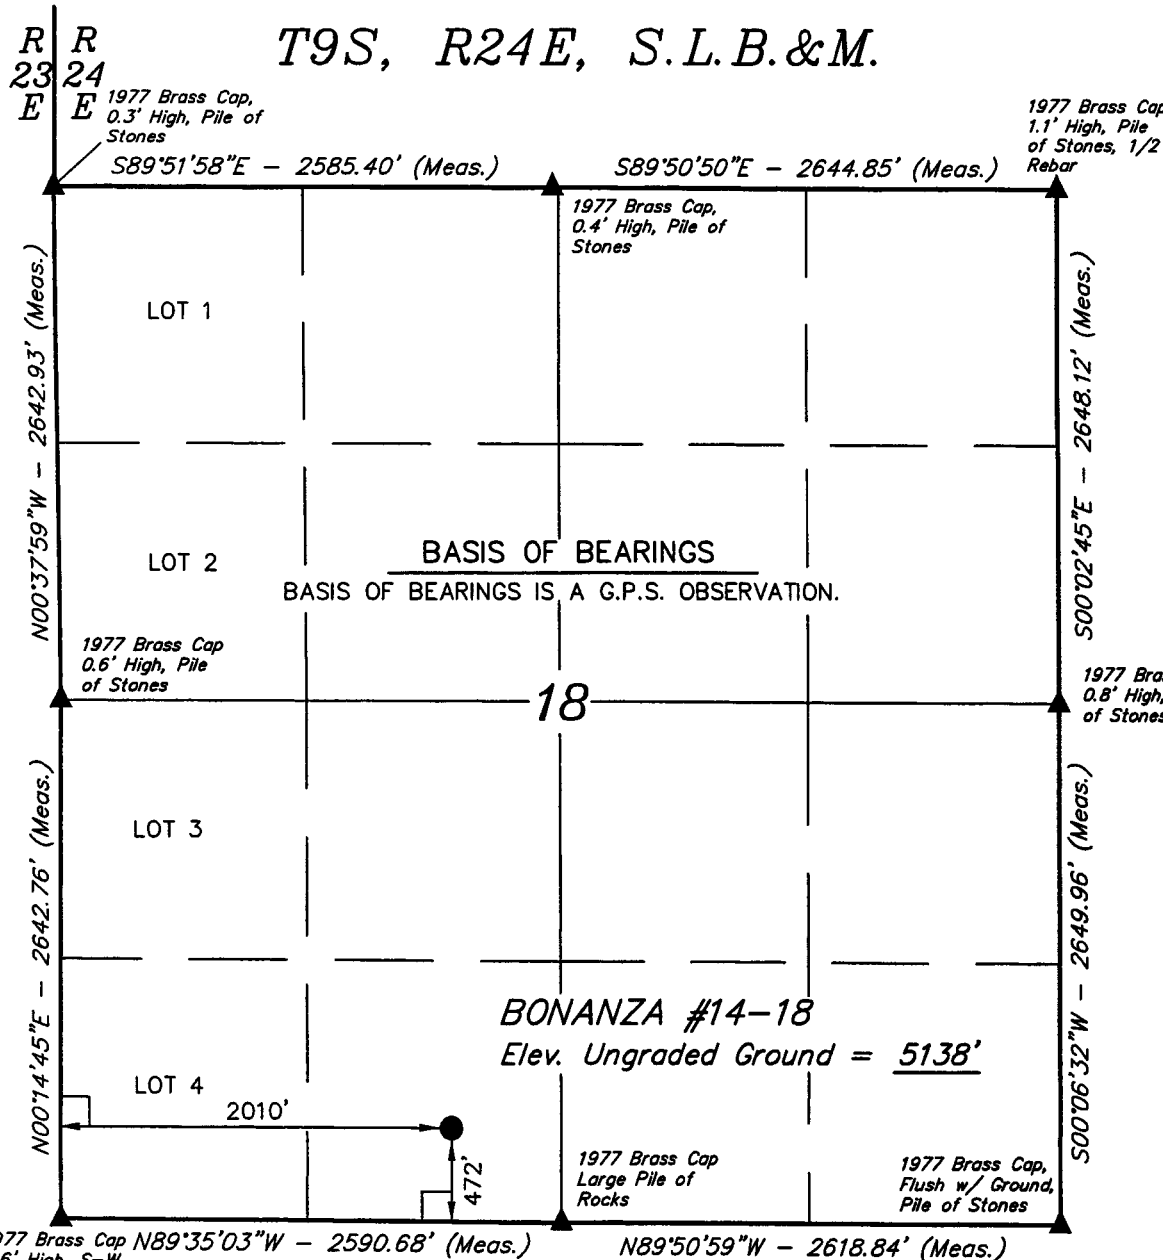 T9S, R24E, S.L.B.&M.
R R
23 24
E E
1977 Brass Cap,
0.3' High, Pile of
Stones
1977 Brass Cap
1.1' High, Pile
of Stones, 1/2
Rebar
S89°51'58"E - 2585.40' (Meas.)
S89°50'50"E - 2644.85' (Meas.)
1977 Brass Cap,
0.4' High, Pile of
Stones
N00°37'59"W - 2642.93' (Meas.)
LOT 1
S00°02'45"E - 2648.12' (Meas.)
LOT 2
BASIS OF BEARINGS
BASIS OF BEARINGS IS A G.P.S. OBSERVATION.
1977 Brass Cap
0.6' High, Pile
of Stones
18
1977 Bra
0.8' High,
of Stones
N00°14'45"E - 2642.76' (Meas.)
LOT 3
S00°06'32"W - 2649.96' (Meas.)
BONANZA #14-18
Elev. Ungraded Ground = 5138'
LOT 4
2010'
472'
1977 Brass Cap
Large Pile of
Rocks
1977 Brass Cap,
Flush w/ Ground,
Pile of Stones
977 Brass Cap
6' High, S-W
N89°35'03"W - 2590.68' (Meas.)
N89°50'59"W - 2618.84' (Meas.)